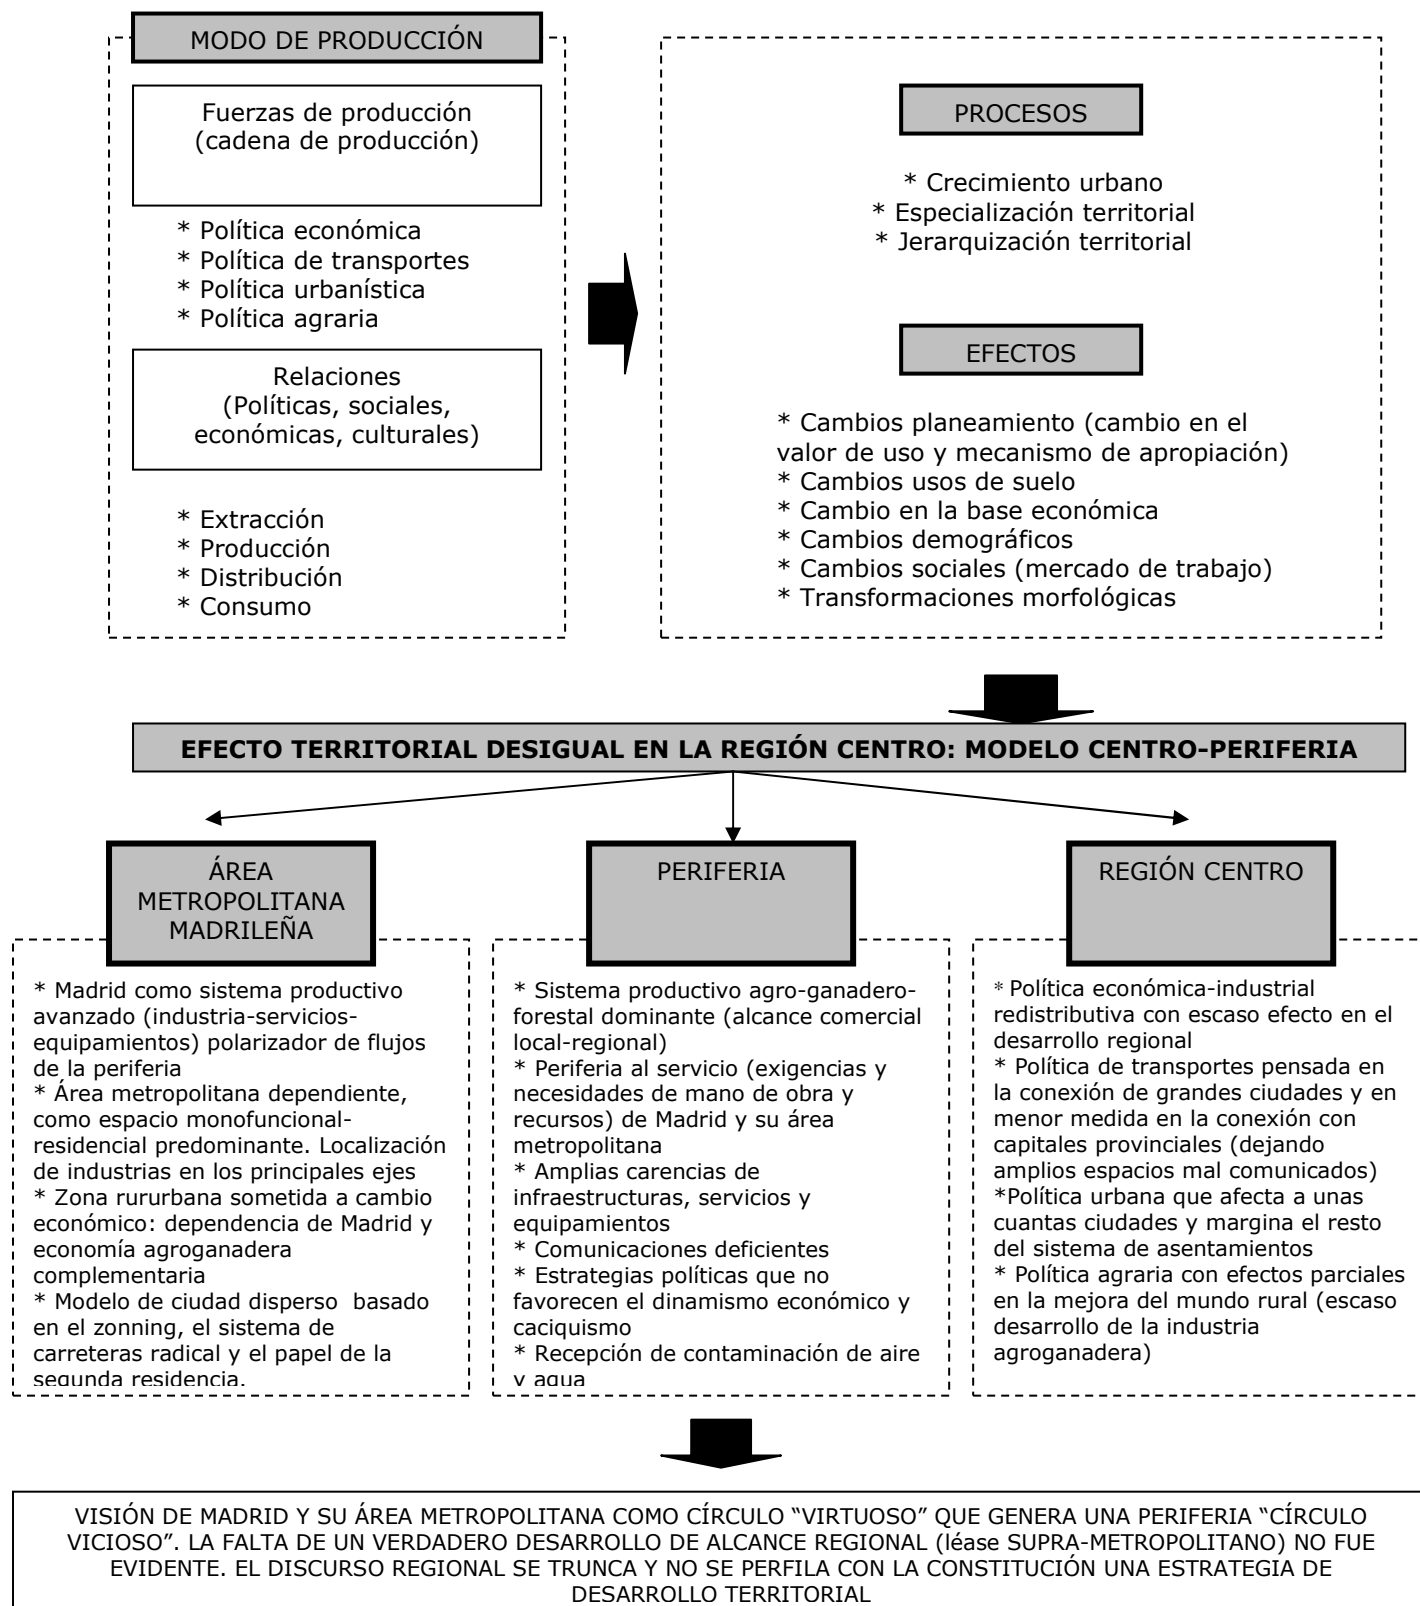 MODO DE PRODUCCIÓN
Fuerzas de producción
(cadena de producción)
* Política económica
* Política de transportes
* Política urbanística
* Política agraria
Relaciones
(Políticas, sociales,
económicas, culturales)
* Extracción
* Producción
* Distribución
* Consumo
PROCESOS
* Crecimiento urbano
* Especialización territorial
* Jerarquización territorial
EFECTOS
* Cambios planeamiento (cambio en el
valor de uso y mecanismo de apropiación)
* Cambios usos de suelo
* Cambio en la base económica
* Cambios demográficos
* Cambios sociales (mercado de trabajo)
* Transformaciones morfológicas
EFECTO TERRITORIAL DESIGUAL EN LA REGIÓN CENTRO: MODELO CENTRO-PERIFERIA
ÁREA
METROPOLITANA
MADRILEÑA
* Madrid como sistema productivo
avanzado (industria-servicios-
equipamientos) polarizador de flujos
de la periferia
* Área metropolitana dependiente,
como espacio monofuncional-
residencial predominante. Localización
de industrias en los principales ejes
* Zona rururbana sometida a cambio
económico: dependencia de Madrid y
economía agroganadera
complementaria
* Modelo de ciudad disperso basado
en el zonning, el sistema de
carreteras radical y el papel de la
segunda residencia.
PERIFERIA
* Sistema productivo agro-ganadero-
forestal dominante (alcance comercial
local-regional)
* Periferia al servicio (exigencias y
necesidades de mano de obra y
recursos) de Madrid y su área
metropolitana
* Amplias carencias de
infraestructuras, servicios y
equipamientos
* Comunicaciones deficientes
* Estrategias políticas que no
favorecen el dinamismo económico y
caciquismo
* Recepción de contaminación de aire
y agua
REGIÓN CENTRO
* Política económica-industrial
redistributiva con escaso efecto en el
desarrollo regional
* Política de transportes pensada en
la conexión de grandes ciudades y en
menor medida en la conexión con
capitales provinciales (dejando
amplios espacios mal comunicados)
*Política urbana que afecta a unas
cuantas ciudades y margina el resto
del sistema de asentamientos
* Política agraria con efectos parciales
en la mejora del mundo rural (escaso
desarrollo de la industria
agroganadera)
VISIÓN DE MADRID Y SU ÁREA METROPOLITANA COMO CÍRCULO “VIRTUOSO” QUE GENERA UNA PERIFERIA “CÍRCULO
VICIOSO”. LA FALTA DE UN VERDADERO DESARROLLO DE ALCANCE REGIONAL (léase SUPRA-METROPOLITANO) NO FUE
EVIDENTE. EL DISCURSO REGIONAL SE TRUNCA Y NO SE PERFILA CON LA CONSTITUCIÓN UNA ESTRATEGIA DE
DESARROLLO TERRITORIAL